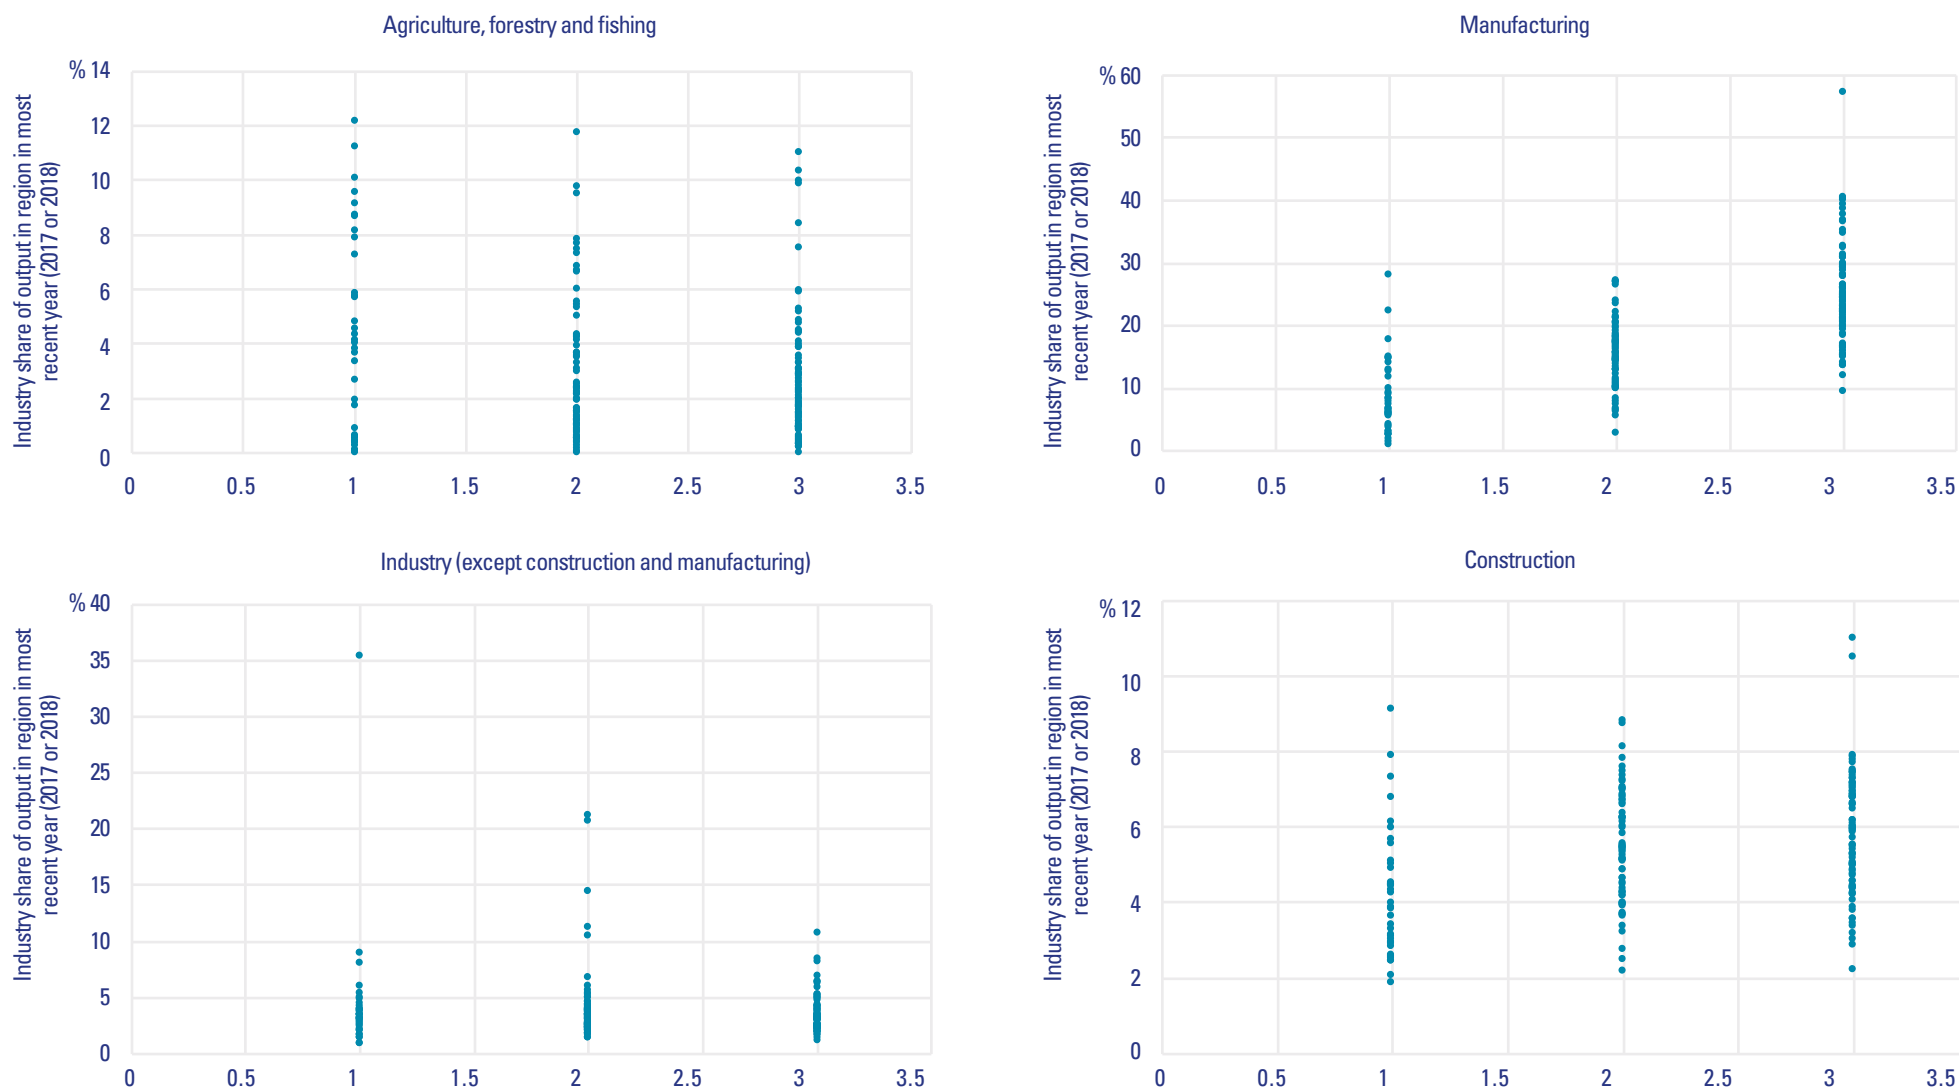 Agriculture, forestry and fishing
Industry share of output in region in most
recent year (2017 or 2018)
% 14
12
10
8
6
4
2
0
0 0.5 1 1.5 2 2.5 3 3.5
Manufacturing
Industry share of output in region in most
recent year (2017 or 2018)
% 60
50
40
30
20
10
0
0 0.5 1 1.5 2 2.5 3 3.5
Industry (except construction and manufacturing)
Industry share of output in region in most
recent year (2017 or 2018)
% 40
35
30
25
20
15
10
5
0
0 0.5 1 1.5 2 2.5 3 3.5
Construction
Industry share of output in region in most
recent year (2017 or 2018)
% 12
10
8
6
4
2
0
0 0.5 1 1.5 2 2.5 3 3.5